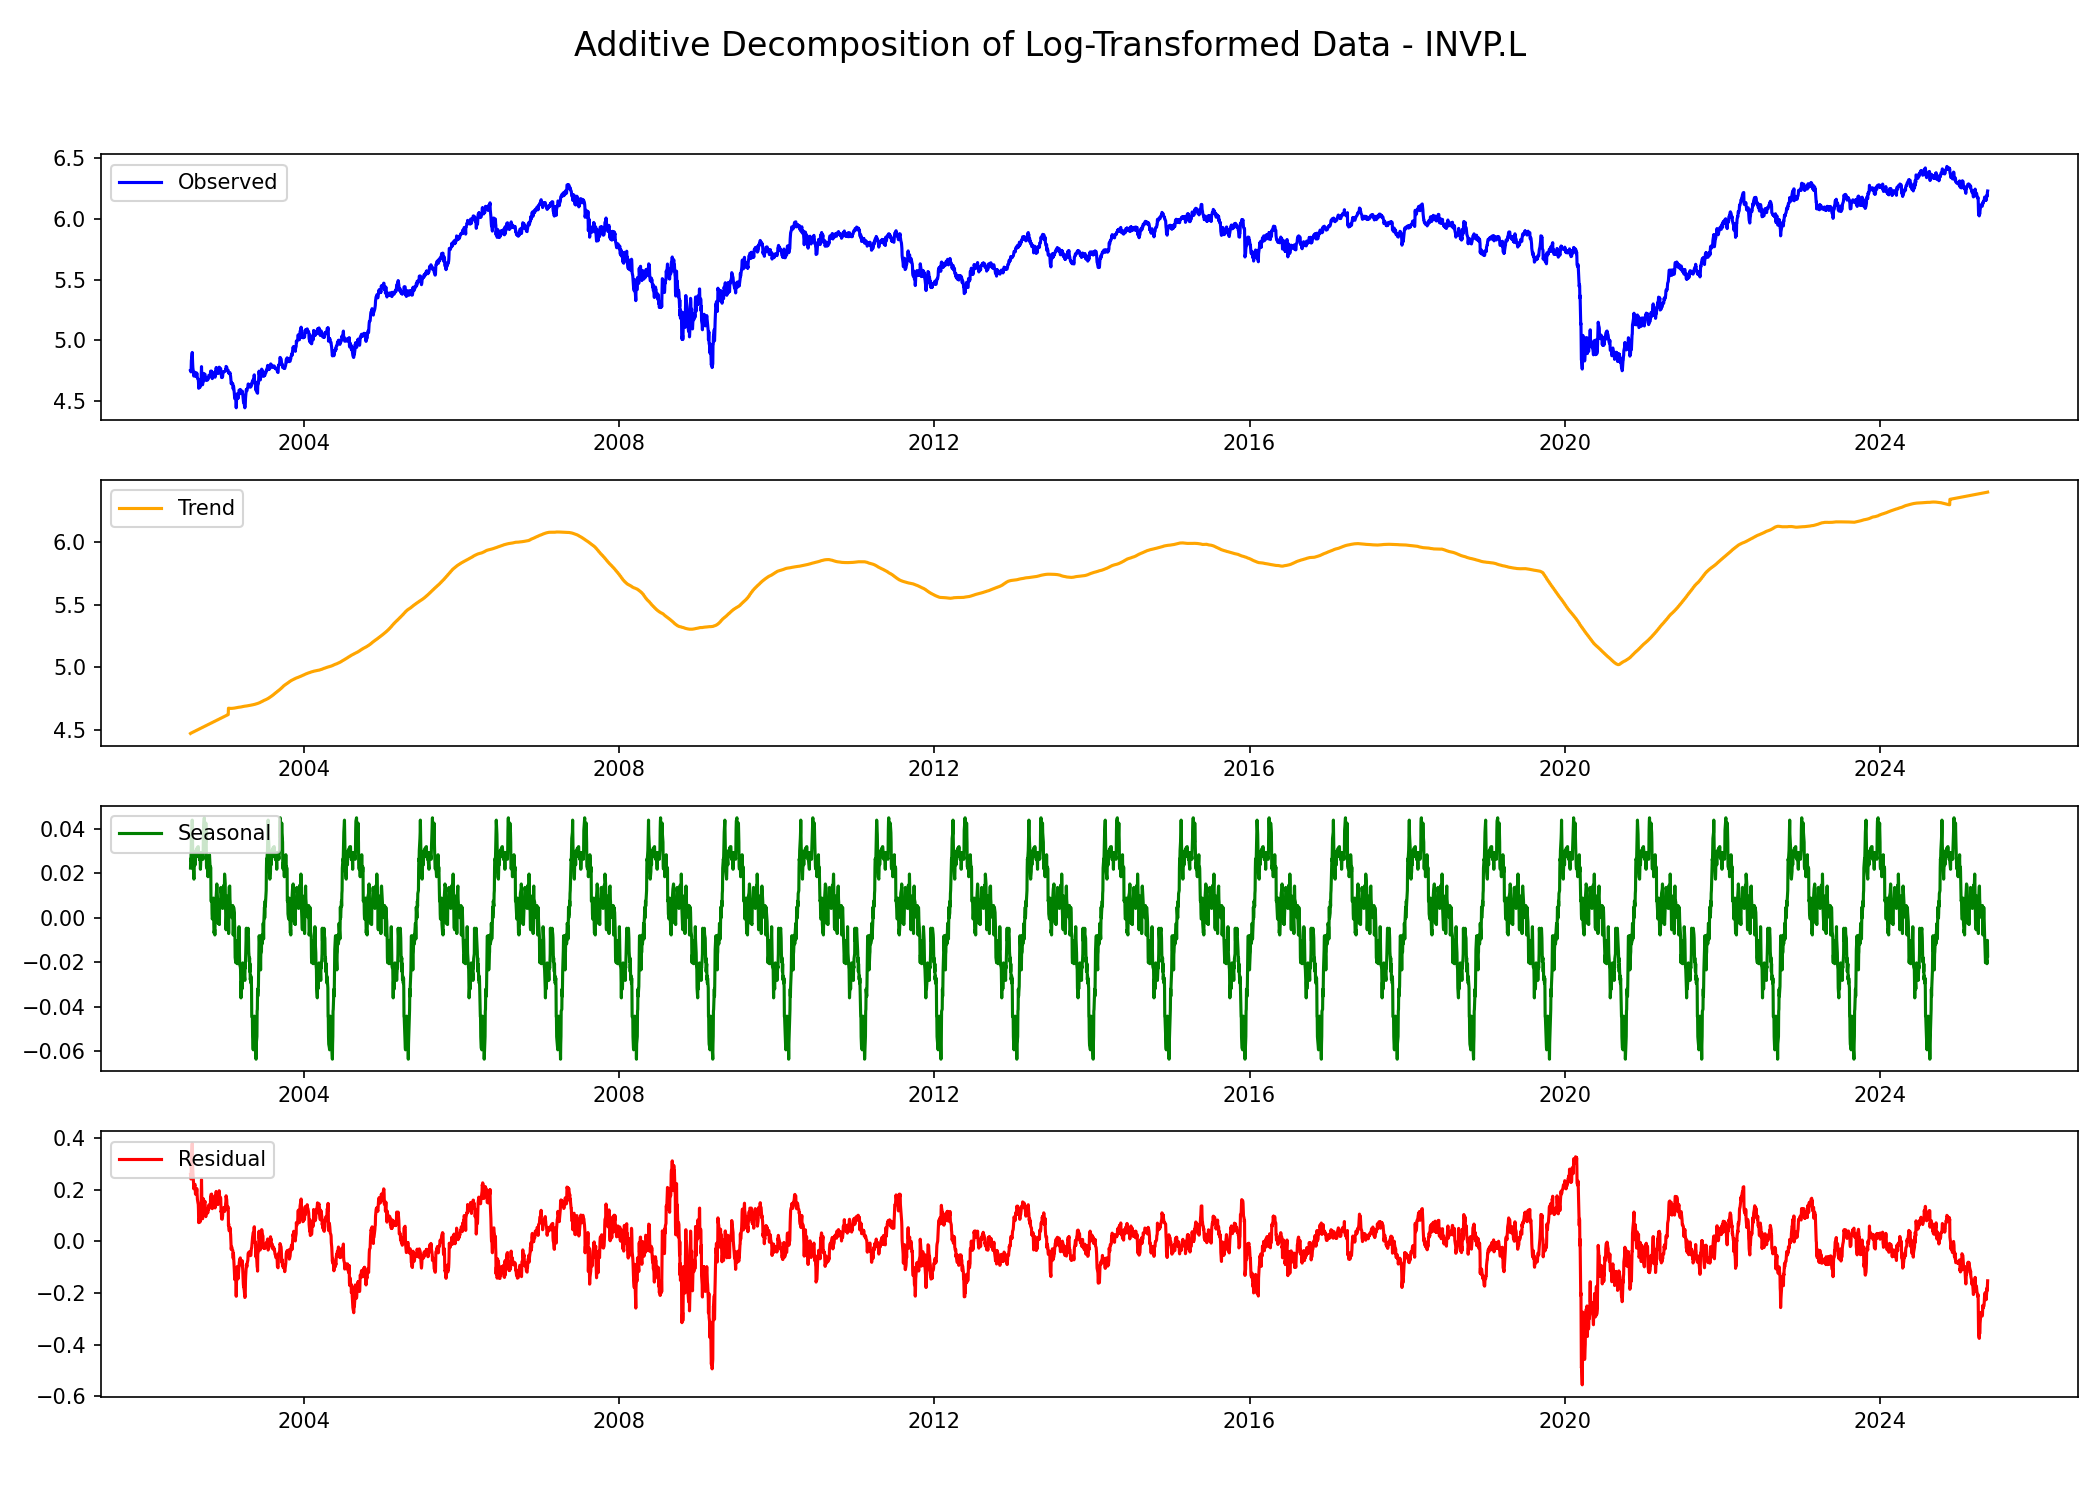 Additive Decomposition of Log-Transformed Data - INVP.L
Observed
6.5
6.0
5.5
5.0
4.5
2004 2008 2012 2016 2020 2024
Trend
6.0
5.5
5.0
4.5
2004 2008 2012 2016 2020 2024
Seasonal
0.04
0.02
0.00
−0.02
−0.04
−0.06
2004 2008 2012 2016 2020 2024
Residual
0.4
0.2
0.0
−0.2
−0.4
−0.6
2004 2008 2012 2016 2020 2024